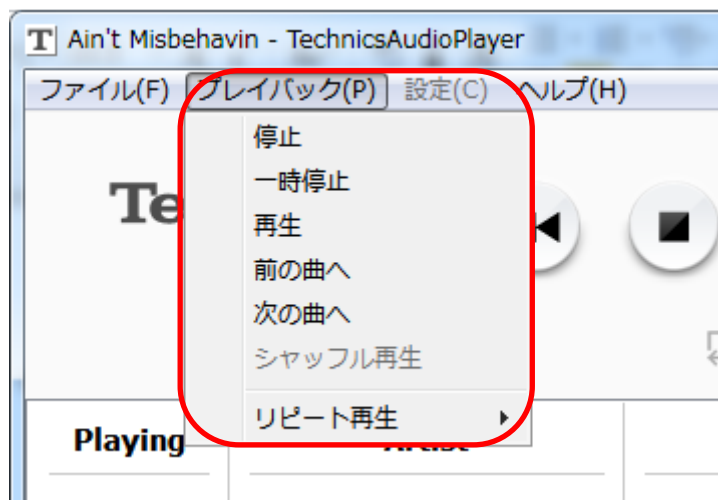 T Ain't Misbehavin - TechnicsAudioPlayer
ファイル(F) プレイバック(P) 設定(C) ヘルプ(H)
停止
一時停止
Te
再生
前の曲へ
次の曲へ
シャッフル再生
リピート再生
Playing